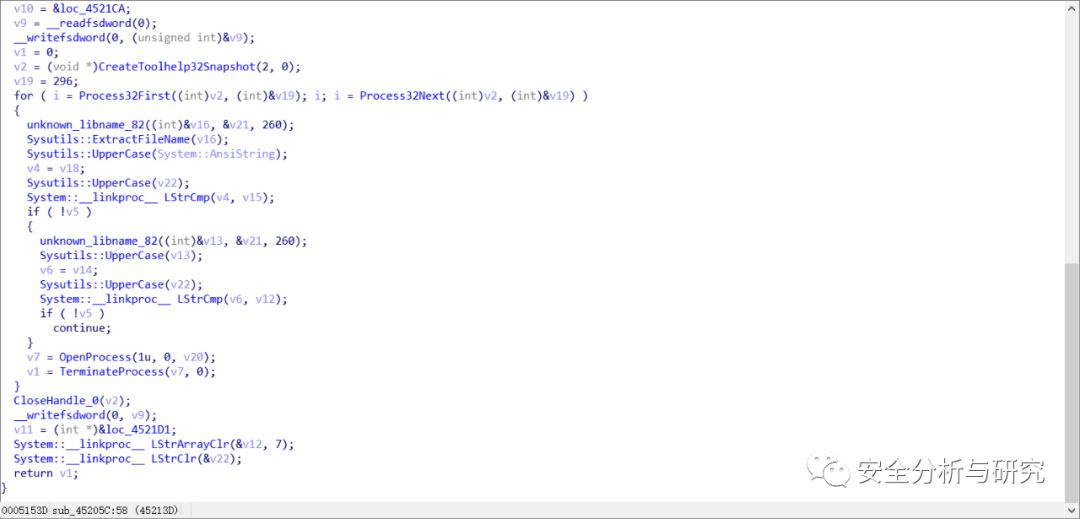 v10 = &loc_4521CA;
v9 = __readfsdword(0);
__writefsdword(0, (unsigned int)&v9);
v1 = 0;
v2 = (void *)CreateToolhelp32Snapshot(2, 0);
v19 = 296;
for ( i = Process32First((int)v2, (int)&v19); i; i = Process32Next((int)v2, (int)&v19) )
{
unknown_libname_82((int)&v16, &v21, 260);
Sysutils::ExtractFileName(v16);
Sysutils::UpperCase(System::AnsiString);
v4 = v18;
Sysutils::UpperCase(v22);
System::__linkproc__ LStrCmp(v4, v15);
if ( !v5 )
{
unknown_libname_82((int)&v13, &v21, 260);
Sysutils::UpperCase(v13);
v6 = v14;
Sysutils::UpperCase(v22);
System::__linkproc__ LStrCmp(v6, v12);
if ( !v5 )
continue;
}
v7 = OpenProcess(1u, 0, v20);
v1 = TerminateProcess(v7, 0);
}
CloseHandle_0(v2);
__writefsdword(0, v9);
v11 = (int *)&loc_4521D1;
System::__linkproc__ LStrArrayClr(&v12, 7);
System::__linkproc__ LStrClr(&v22);
return v1;
}
安全分析与研究
0005153D sub_45205C:58 (45213D)